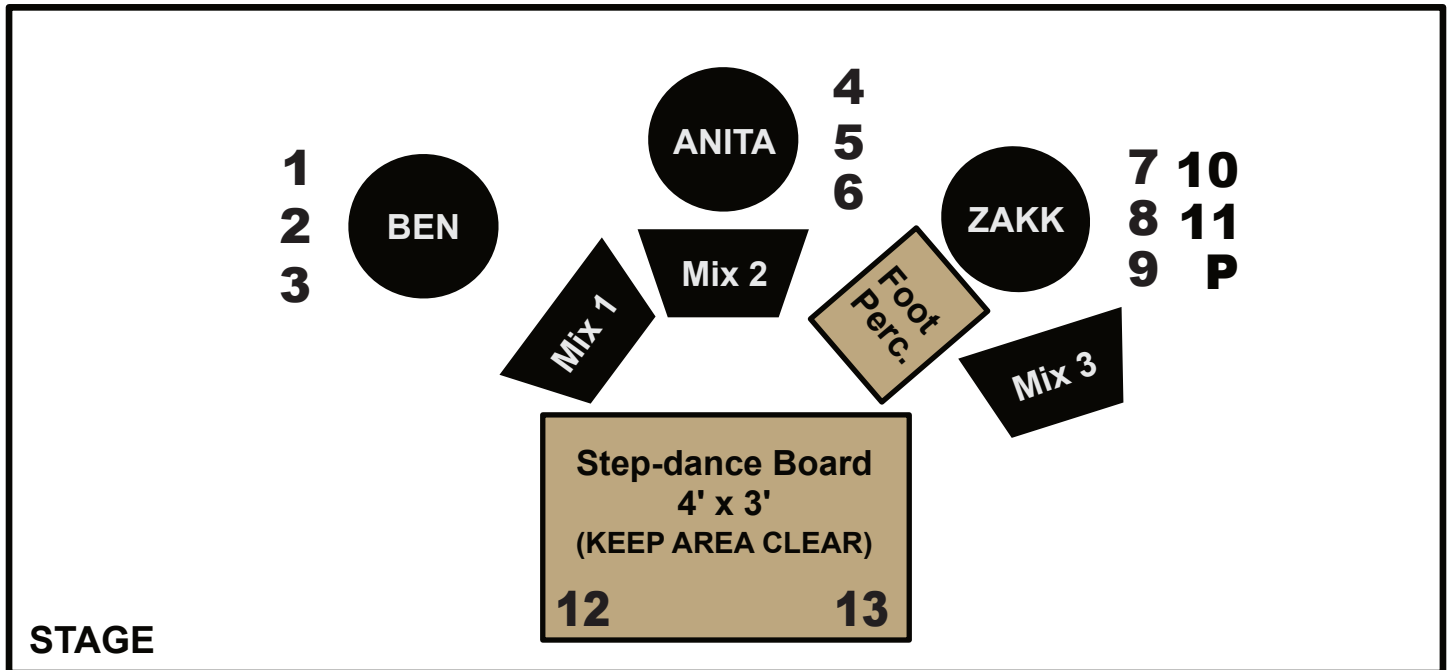 BEN
1
2
3
ANITA
4
5
6
ZAKK
7 10
8 11
9 P
Mix 1
Mix 2
Foot
Perc.
Mix 3
Step-dance Board
4' x 3'
(KEEP AREA CLEAR)
12 13
STAGE